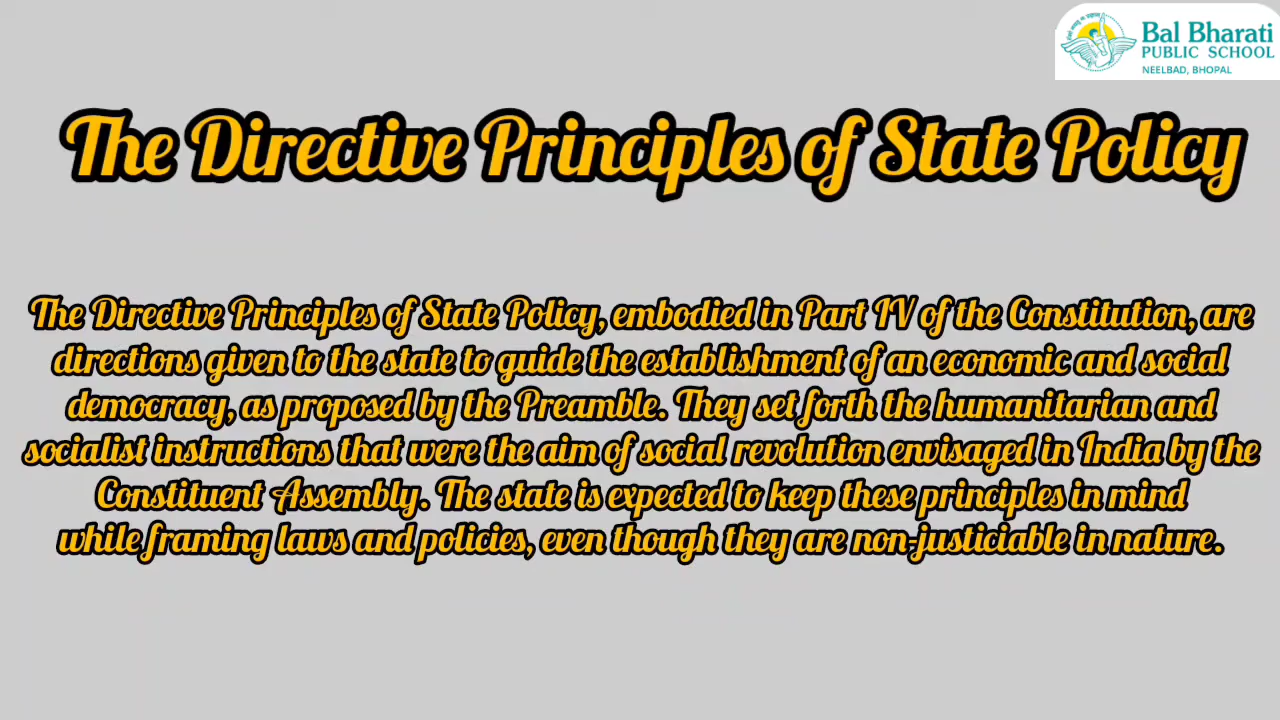 Bal Bharati
PUBLIC SCHOOL
NEELBAD, BHOPAL
The Directive Principles of State Policy
The Directive Principles of State Policy, embodied in Part IV of the Constitution, are
directions given to the state to guide the establishment of an economic and social
democracy, as proposed by the Preamble. They set forth the humanitarian and
socialist instructions that were the aim of social revolution envisaged in India by the
Constituent Assembly. The state is expected to keep these principles in mind
while framing laws and policies, even though they are non-justiciable in nature.